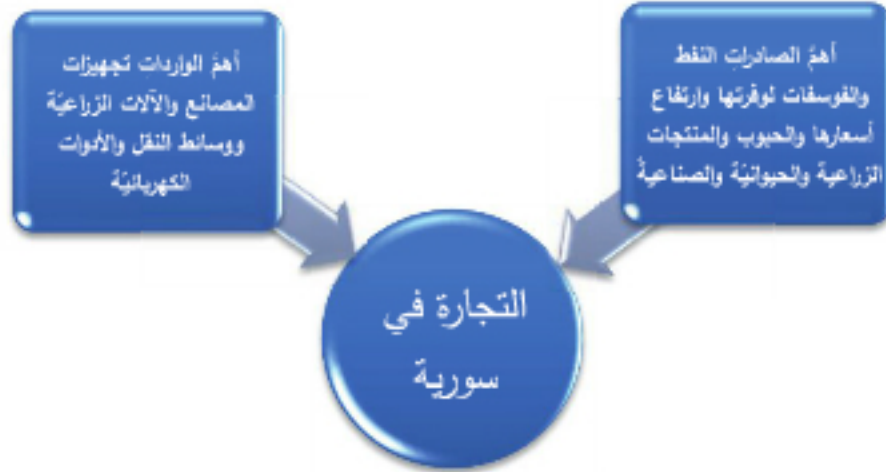 أهمّ الصادرات النفط
والفوسفات لوفرتها وارتفاع
أسعارها والحبوب والمنتجات
الزراعية والحيوانيّة والصناعيةً
أهمّ الواردات تجهيزات
المصانع والآلات الزراعيّة
ووسائط النقل والأدوات
الكهربائيّة
التجارة في
سورية